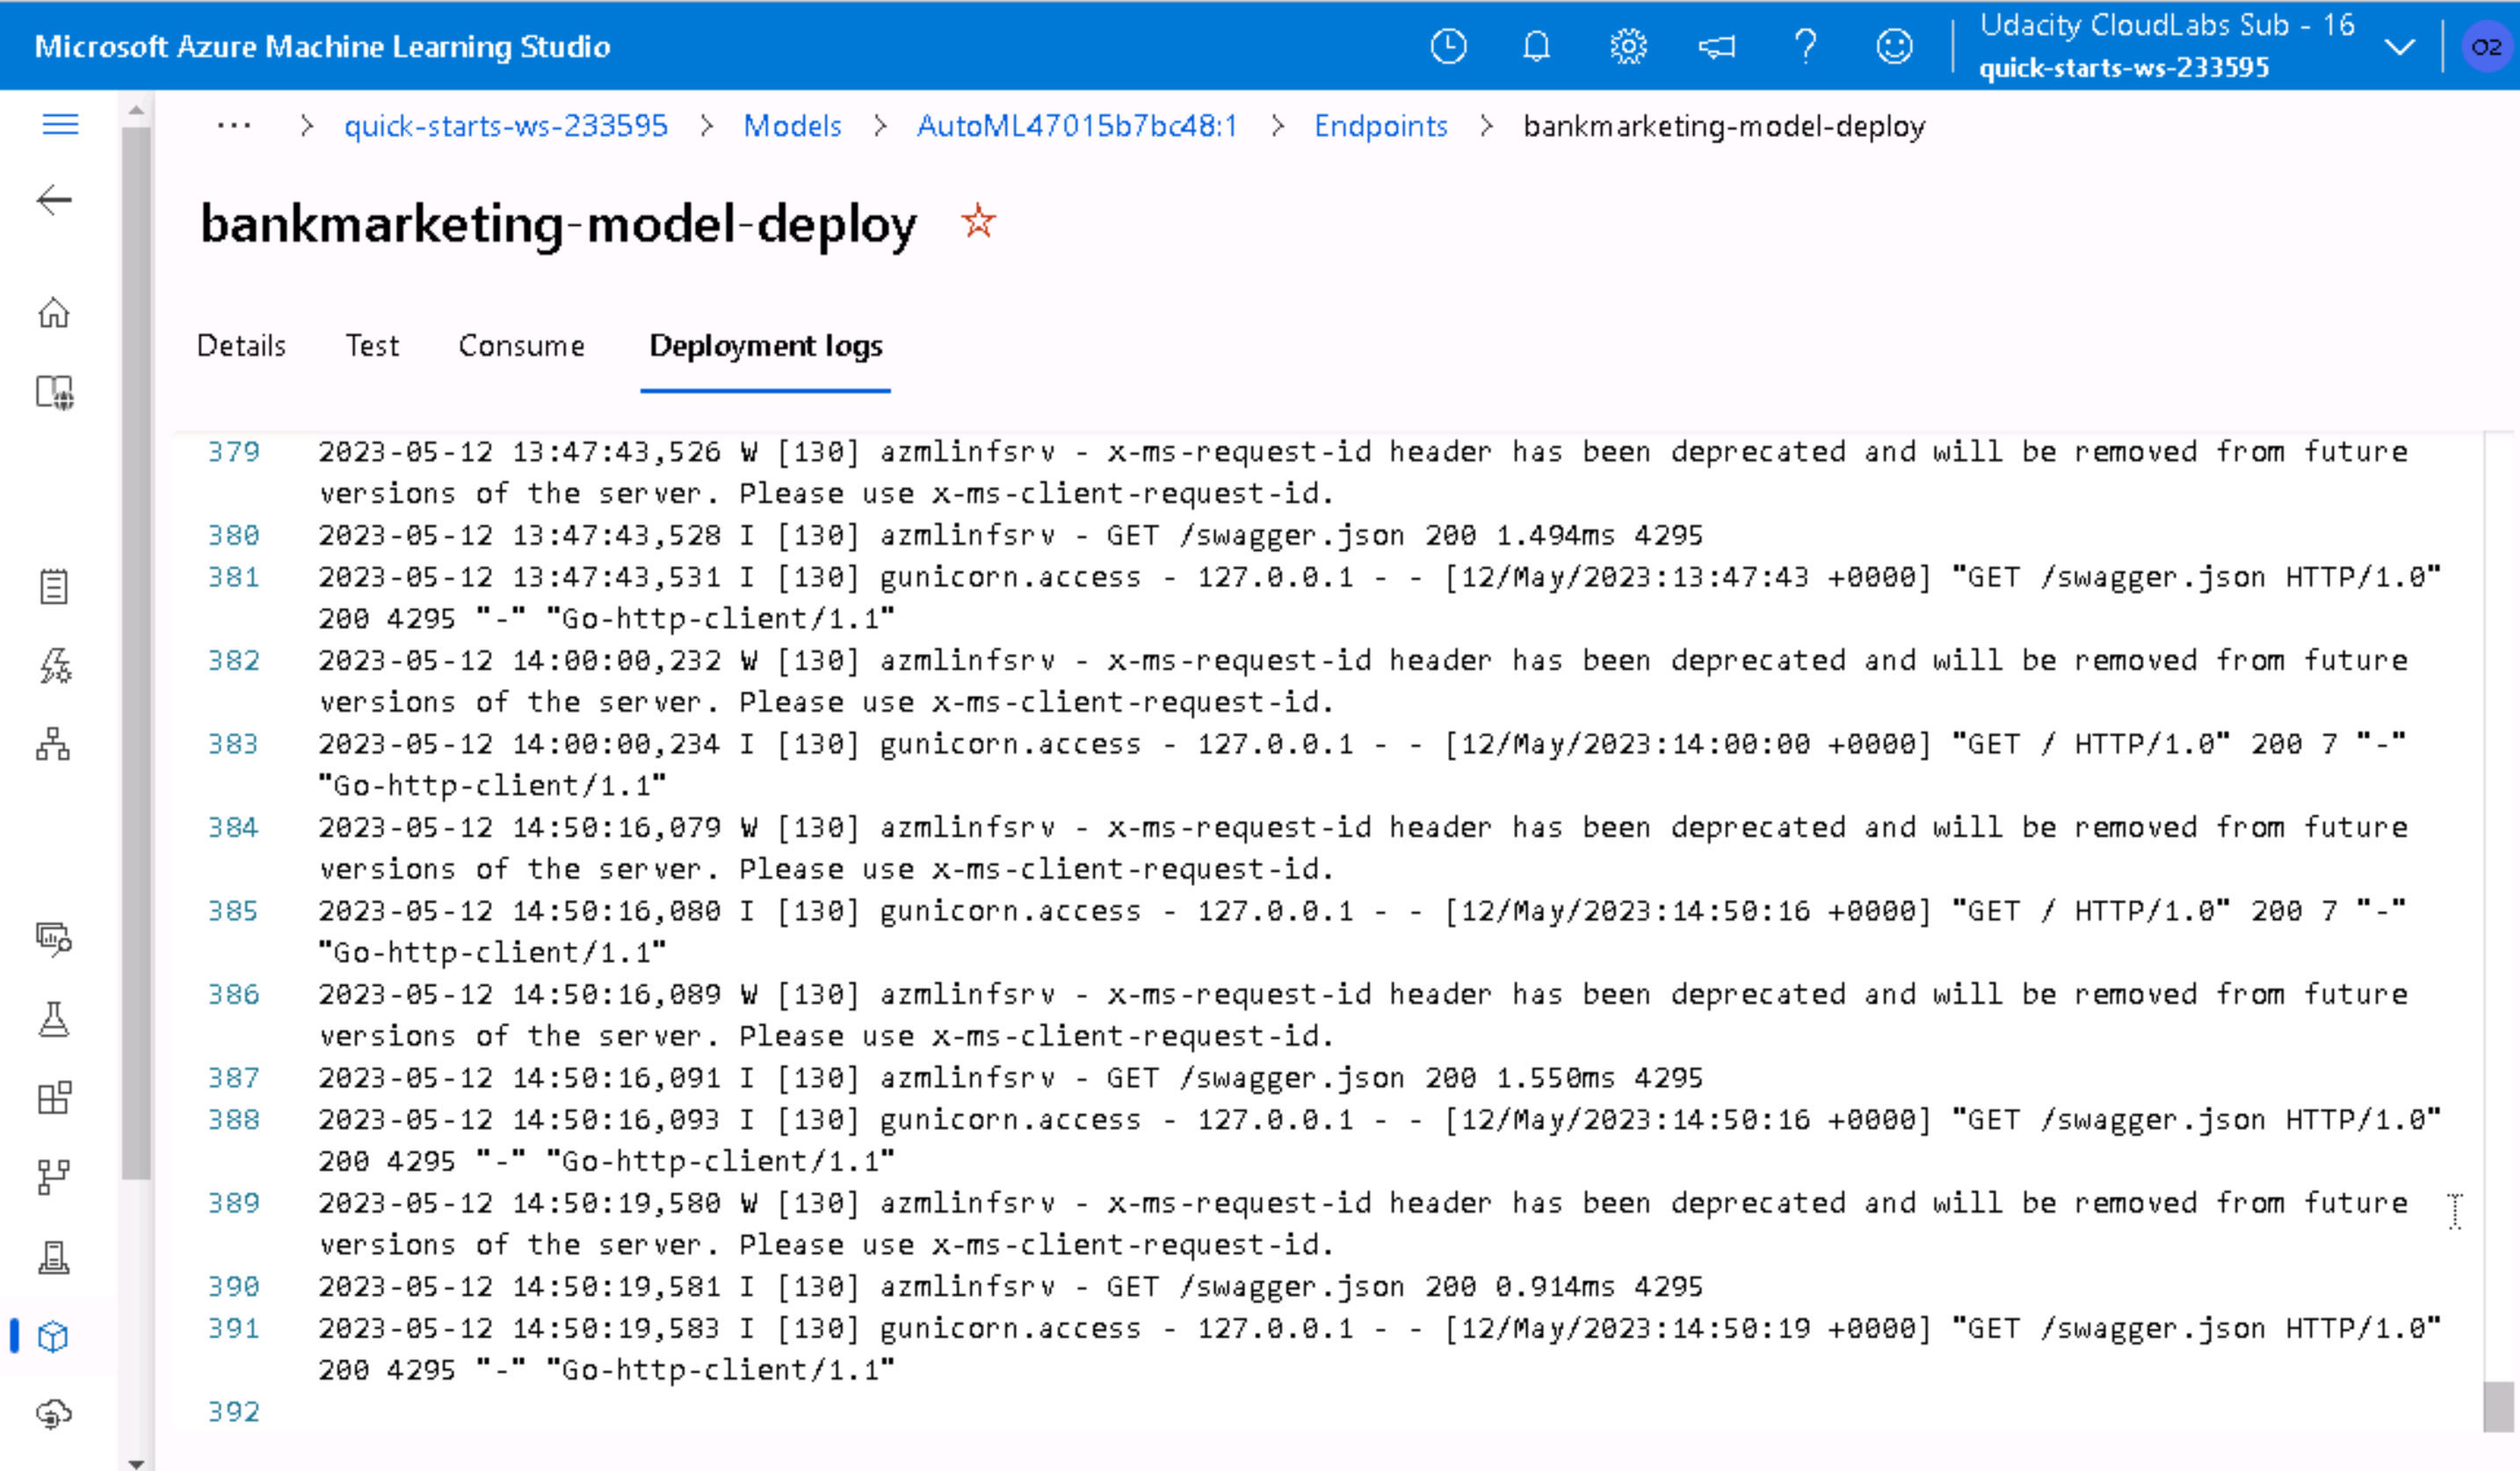 Microsoft Azure Machine Learning Studio
Udacity CloudLabs Sub - 16
quick-starts-ws-233595
O2
··· > quick-starts-ws-233595 > Models > AutoML47015b7bc48:1 > Endpoints > bankmarketing-model-deploy
bankmarketing-model-deploy
Details Test Consume Deployment logs
379 2023-05-12 13:47:43,526 W [130] azmlinfsrv - x-ms-request-id header has been deprecated and will be removed from future
versions of the server. Please use x-ms-client-request-id.
380 2023-05-12 13:47:43,528 I [130] azmlinfsrv - GET /swagger.json 200 1.494ms 4295
381 2023-05-12 13:47:43,531 I [130] gunicorn.access - 127.0.0.1 - - [12/May/2023:13:47:43 +0000] "GET /swagger.json HTTP/1.0"
200 4295 "-" "Go-http-client/1.1"
382 2023-05-12 14:00:00,232 W [130] azmlinfsrv - x-ms-request-id header has been deprecated and will be removed from future
versions of the server. Please use x-ms-client-request-id.
383 2023-05-12 14:00:00,234 I [130] gunicorn.access - 127.0.0.1 - - [12/May/2023:14:00:00 +0000] "GET / HTTP/1.0" 200 7 "-"
"Go-http-client/1.1"
384 2023-05-12 14:50:16,079 W [130] azmlinfsrv - x-ms-request-id header has been deprecated and will be removed from future
versions of the server. Please use x-ms-client-request-id.
385 2023-05-12 14:50:16,080 I [130] gunicorn.access - 127.0.0.1 - - [12/May/2023:14:50:16 +0000] "GET / HTTP/1.0" 200 7 "-"
"Go-http-client/1.1"
386 2023-05-12 14:50:16,089 W [130] azmlinfsrv - x-ms-request-id header has been deprecated and will be removed from future
versions of the server. Please use x-ms-client-request-id.
387 2023-05-12 14:50:16,091 I [130] azmlinfsrv - GET /swagger.json 200 1.550ms 4295
388 2023-05-12 14:50:16,093 I [130] gunicorn.access - 127.0.0.1 - - [12/May/2023:14:50:16 +0000] "GET /swagger.json HTTP/1.0"
200 4295 "-" "Go-http-client/1.1"
389 2023-05-12 14:50:19,580 W [130] azmlinfsrv - x-ms-request-id header has been deprecated and will be removed from future
versions of the server. Please use x-ms-client-request-id.
390 2023-05-12 14:50:19,581 I [130] azmlinfsrv - GET /swagger.json 200 0.914ms 4295
391 2023-05-12 14:50:19,583 I [130] gunicorn.access - 127.0.0.1 - - [12/May/2023:14:50:19 +0000] "GET /swagger.json HTTP/1.0"
200 4295 "-" "Go-http-client/1.1"
392